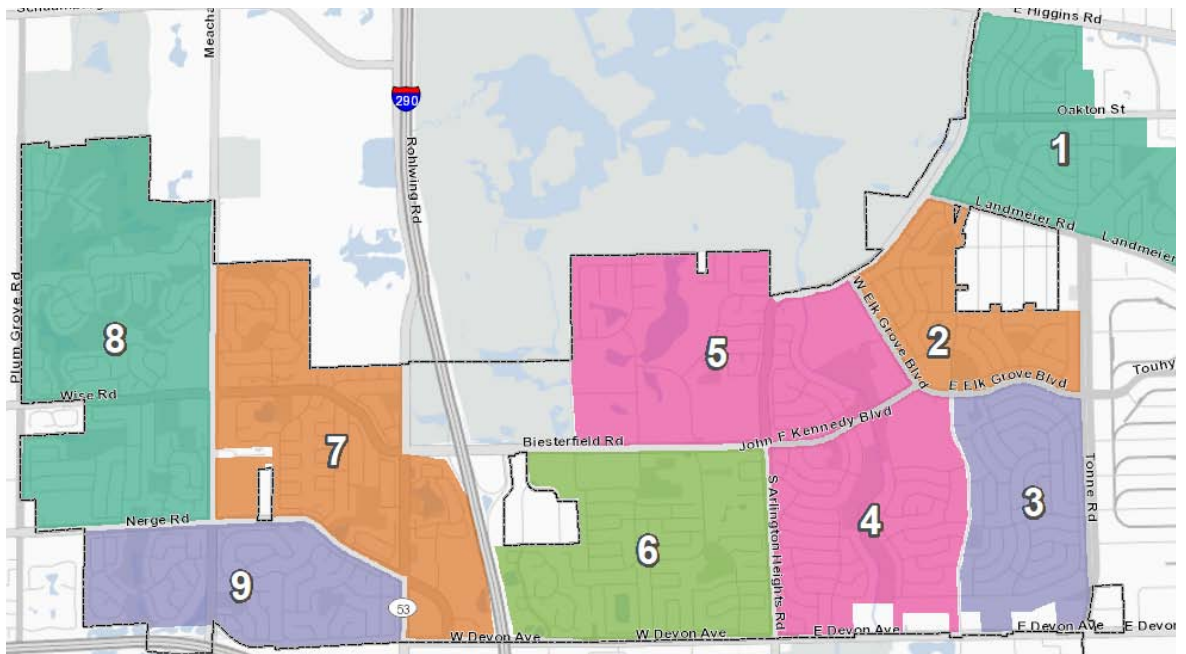 E Higgins Rd
290
Oakton St
1
Rohlwing Rd
Landmeier Rd
Landmeier
Plum Grove Rd
8
W Elk Grove Blvd
2
5
E Elk Grove Blvd
Touhy
Wise Rd
John F Kennedy Blvd
Biesterfield Rd
7
Tonne Rd
3
4
S Arlington Heights Rd
Nerge Rd
6
9
53
W Devon Ave
W Devon Ave
E Devon Ave
E Devon Ave
E Devon